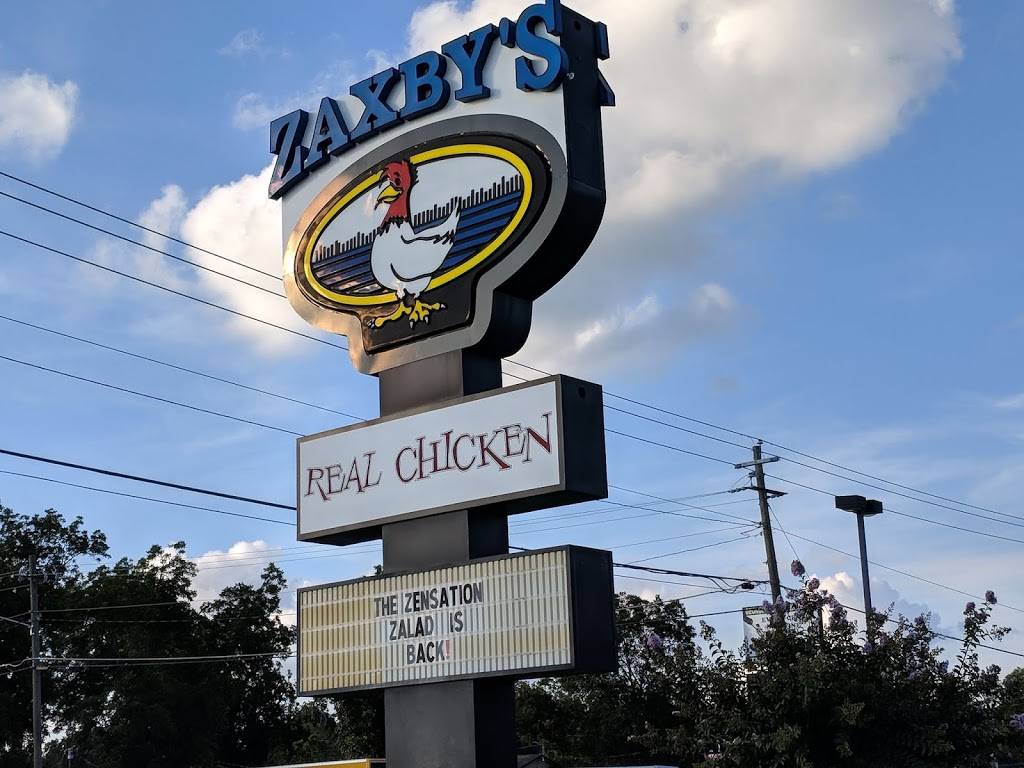 ZAXBY'S
REAL CHICKEN
THE ZENSATION
ZALAD IS
BACK!